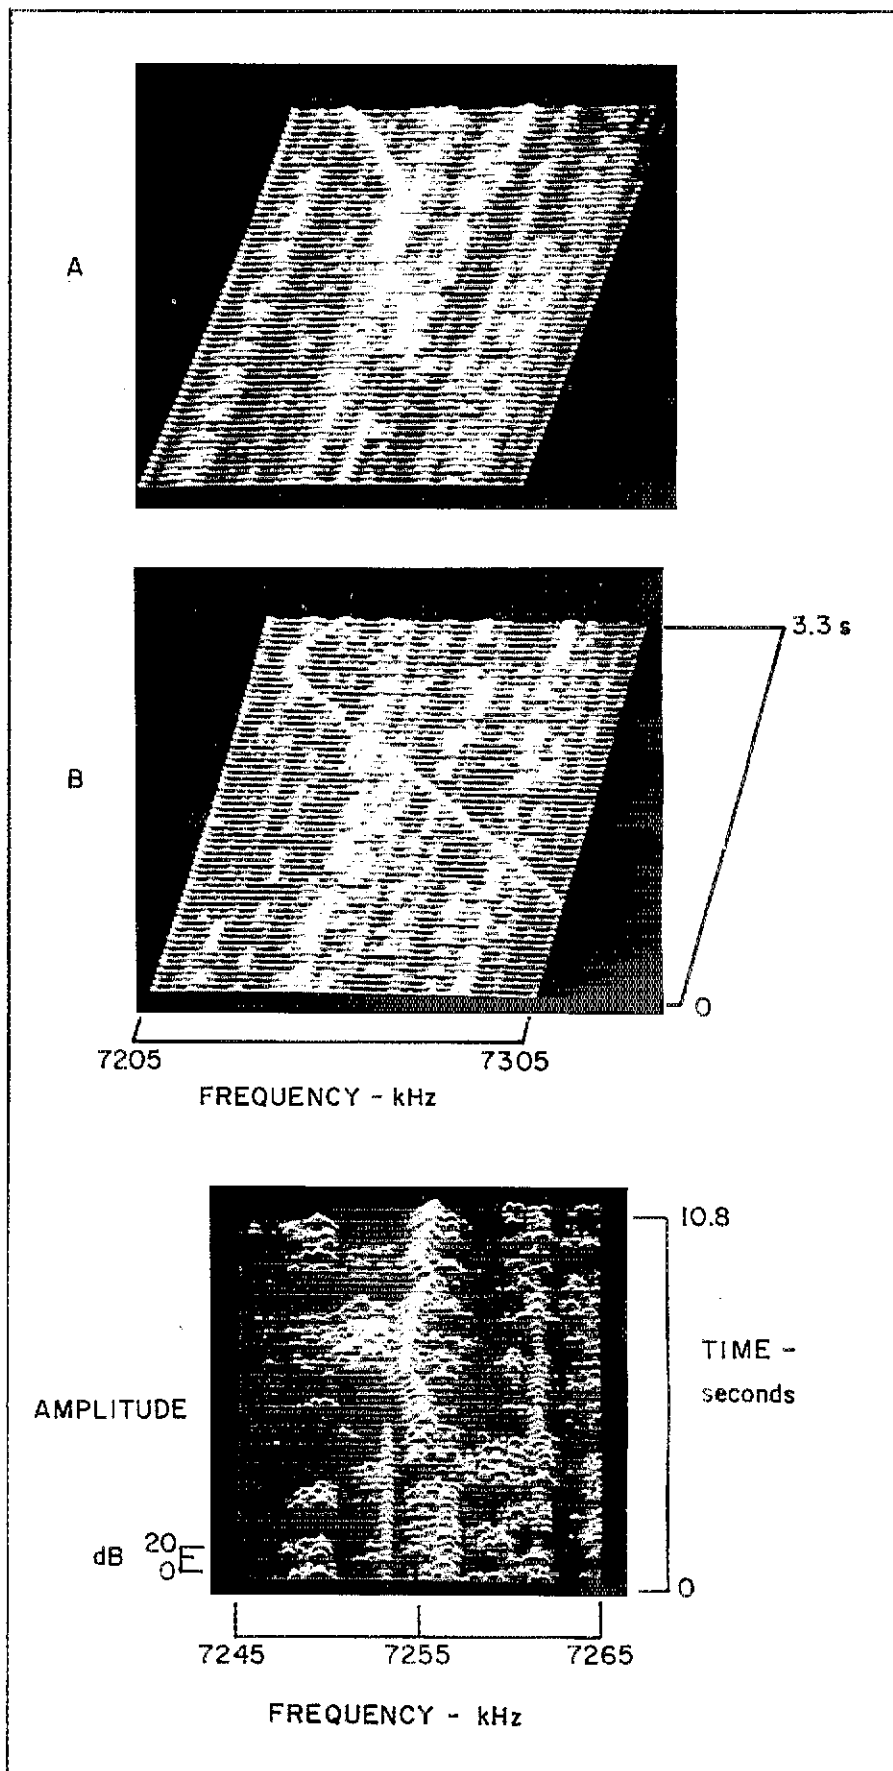 A
B
3.3 s
0
7205 7305
FREQUENCY - kHz
10.8
TIME -
seconds
AMPLITUDE
dB 20
0
0
7245 7255 7265
FREQUENCY - kHz